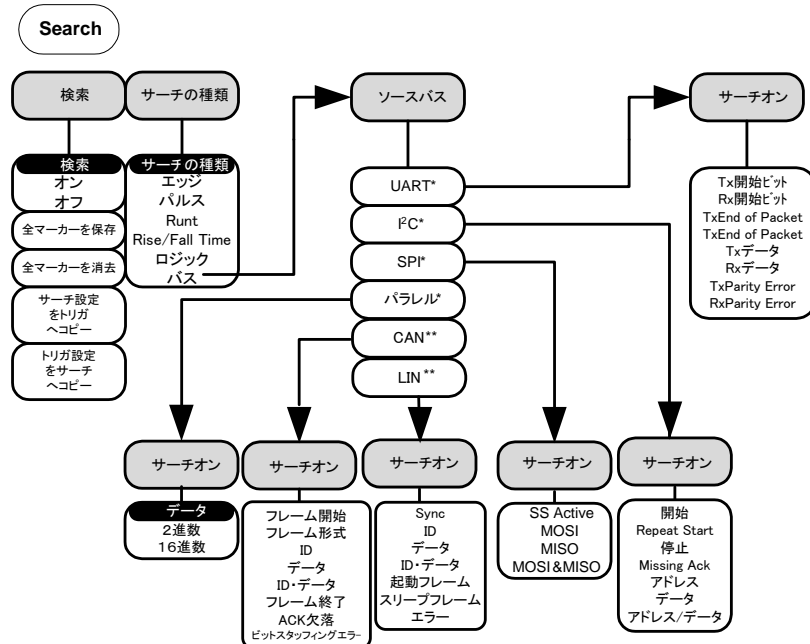 Search
検索
サーチの種類
ソースバス
サーチオン
検索
オン
オフ
全マーカーを保存
全マーカーを消去
サーチ設定
をトリガ
へコピー
トリガ設定
をサーチ
へコピー
サーチの種類
エッジ
パルス
Runt
Rise/Fall Time
ロジック
バス
UART*
I²C*
SPI*
パラレル*
CAN**
LIN**
Tx開始ビット
Rx開始ビット
TxEnd of Packet
TxEnd of Packet
Txデータ
Rxデータ
TxParity Error
RxParity Error
サーチオン
データ
2進数
16進数
サーチオン
フレーム開始
フレーム形式
ID
データ
ID・データ
フレーム終了
ACK欠落
ビットスタッフィングエラー
サーチオン
Sync
ID
データ
ID・データ
起動フレーム
スリープフレーム
エラー
サーチオン
SS Active
MOSI
MISO
MOSI&MISO
サーチオン
開始
Repeat Start
停止
Missing Ack
アドレス
データ
アドレス/データ